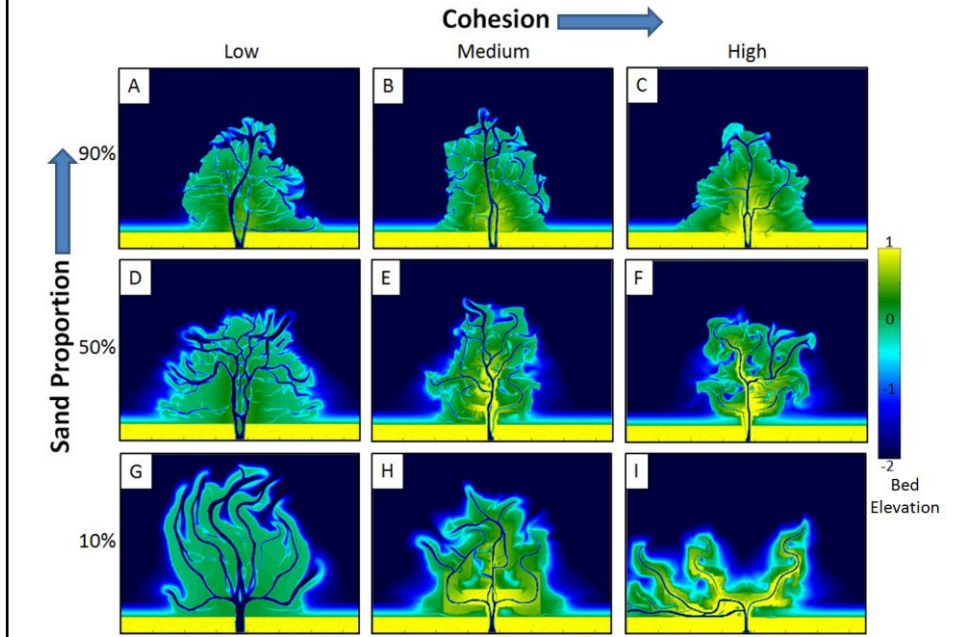 Cohesion
Low Medium High
A B C
90%
D E F
50%
G H I
10%
Sand Proportion
1
0
-1
-2
Bed
Elevation